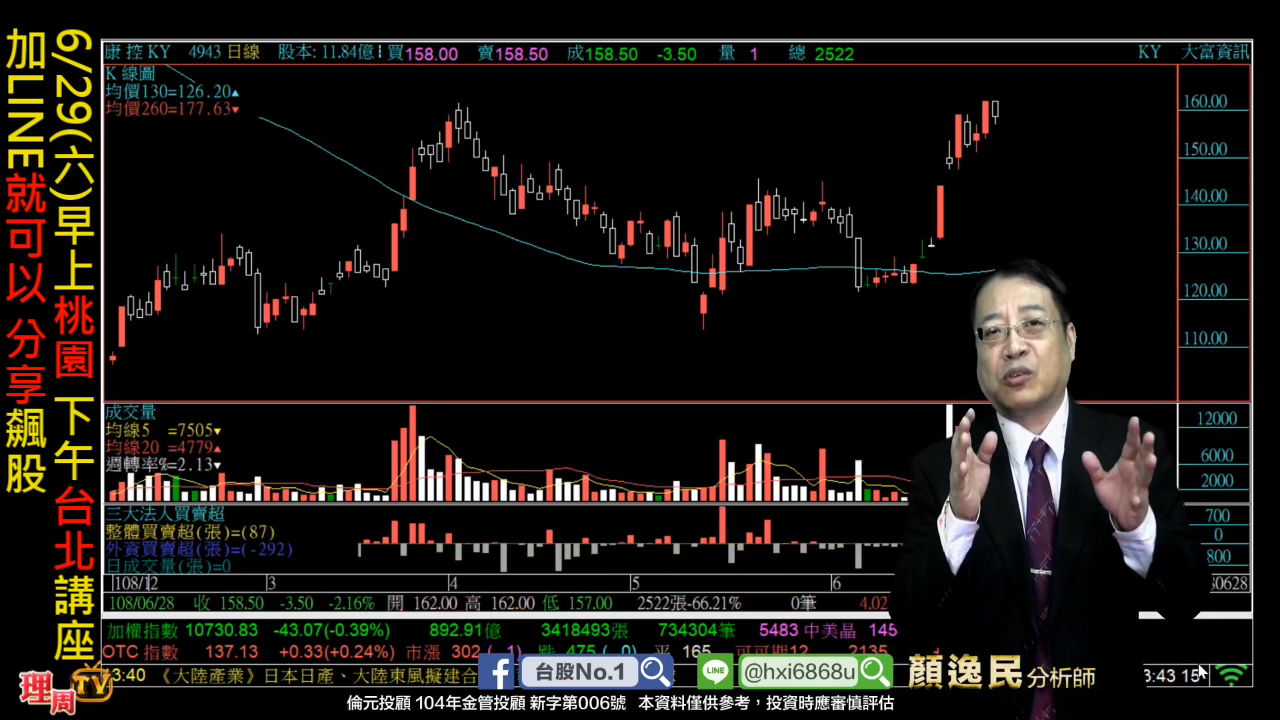 6/29(六)早上桃園 下午台北講座
加LINE就可以 分享飆股
康 控 KY 4943 日線 股本: 11.84億 買158.00 賣158.50 成158.50 -3.50 量 1 總 2522 KY 大富資訊
K 線圖
均價130=126.20▲
均價260=177.63▼
160.00
150.00
140.00
130.00
120.00
110.00
成交量
均線5 =7505▼
均線20 =4779▲
週轉率%=2.13▼
12000
6000
2000
三大法人買賣超
整體買賣超(張)=(87)
外資買賣超(張)=(-292)
日成交量(張)=0
700
0
800
108/12 3 4 5 6 0628
108/06/28 收 158.50 -3.50 -2.16% 開 162.00 高 162.00 低 157.00 2522張-66.21% 0筆 4.02
加權指數 10730.83 -43.07(-0.39%) 892.91億 3418493張 734304筆 5483 中美晶 145
OTC 指數 137.13 +0.33(+0.24%) 市漲 302 ( 1) 跌 475 ( 0) 平 165 2135
3:40 《大陸產業》日本日產、大陸東風擬建合
3:43 15
理周TV
台股No.1
LINE
@hxi6868u
顏逸民 分析師
倫元投顧 104年金管投顧 新字第006號 本資料僅供參考，投資時應審慎評估